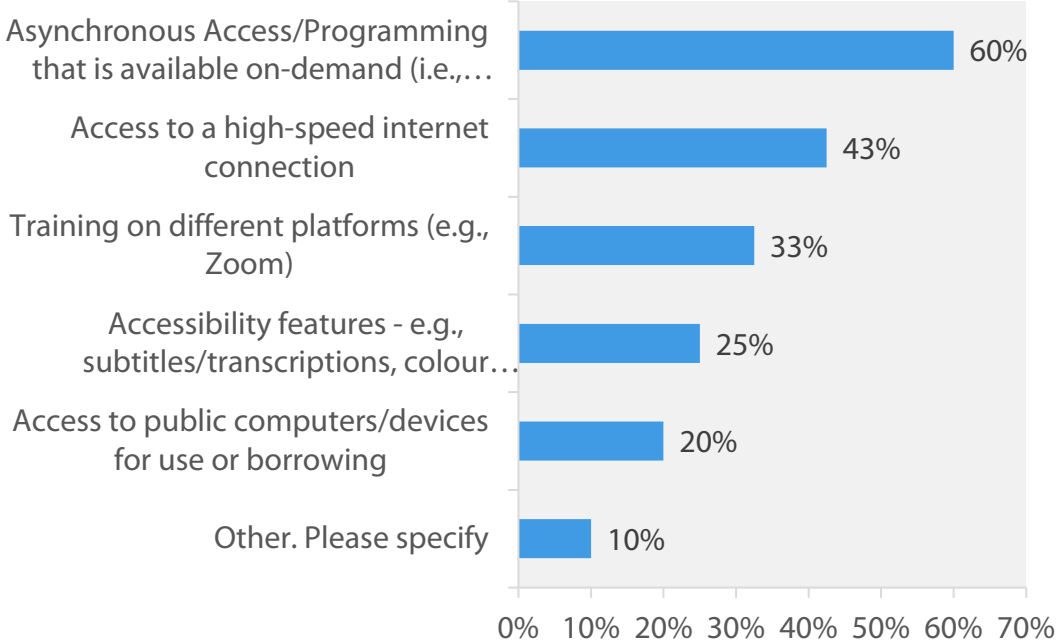 Asynchronous Access/Programming
that is available on-demand (i.e.,…
60%
Access to a high-speed internet
connection
43%
Training on different platforms (e.g.,
Zoom)
33%
Accessibility features - e.g.,
subtitles/transcriptions, colour…
25%
Access to public computers/devices
for use or borrowing
20%
Other. Please specify
10%
0% 10% 20% 30% 40% 50% 60% 70%